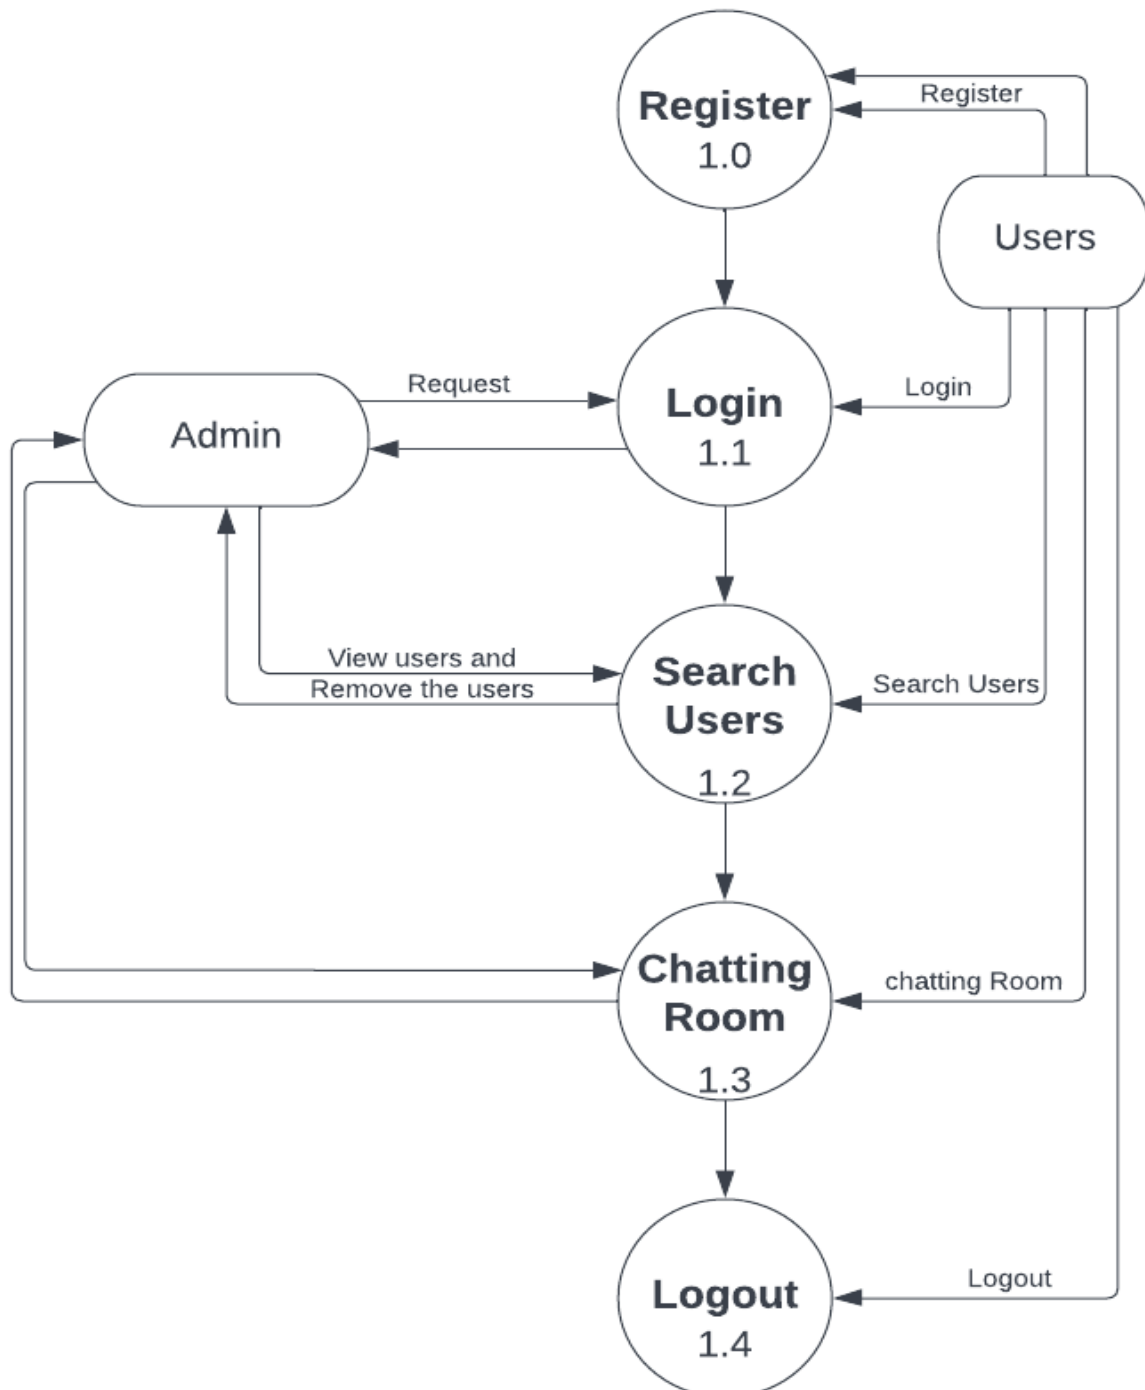 Register
1.0
Register
Users
Request
Login
1.1
Login
Admin
View users and
Remove the users
Search
Users
1.2
Search Users
Chatting
Room
1.3
chatting Room
Logout
1.4
Logout